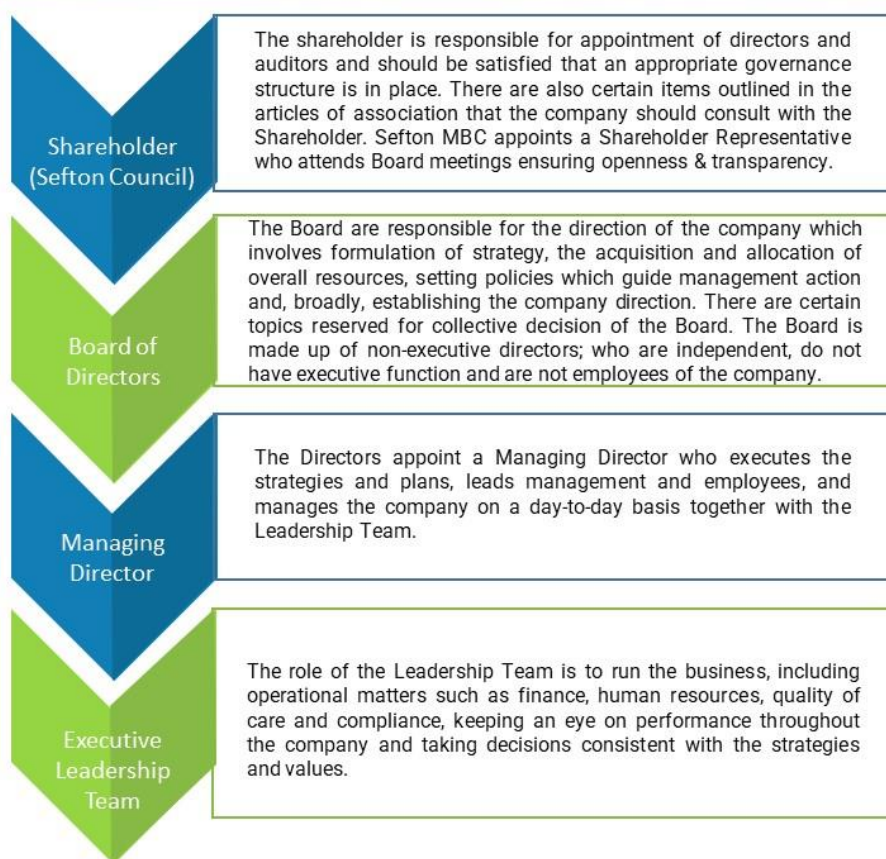 Shareholder
(Sefton Council)
The shareholder is responsible for appointment of directors and
auditors and should be satisfied that an appropriate governance
structure is in place. There are also certain items outlined in the
articles of association that the company should consult with the
Shareholder. Sefton MBC appoints a Shareholder Representative
who attends Board meetings ensuring openness & transparency.
Board of
Directors
The Board are responsible for the direction of the company which
involves formulation of strategy, the acquisition and allocation of
overall resources, setting policies which guide management action
and, broadly, establishing the company direction. There are certain
topics reserved for collective decision of the Board. The Board is
made up of non-executive directors; who are independent, do not
have executive function and are not employees of the company.
Managing
Director
The Directors appoint a Managing Director who executes the
strategies and plans, leads management and employees, and
manages the company on a day-to-day basis together with the
Leadership Team.
Executive
Leadership
Team
The role of the Leadership Team is to run the business, including
operational matters such as finance, human resources, quality of
care and compliance, keeping an eye on performance throughout
the company and taking decisions consistent with the strategies
and values.